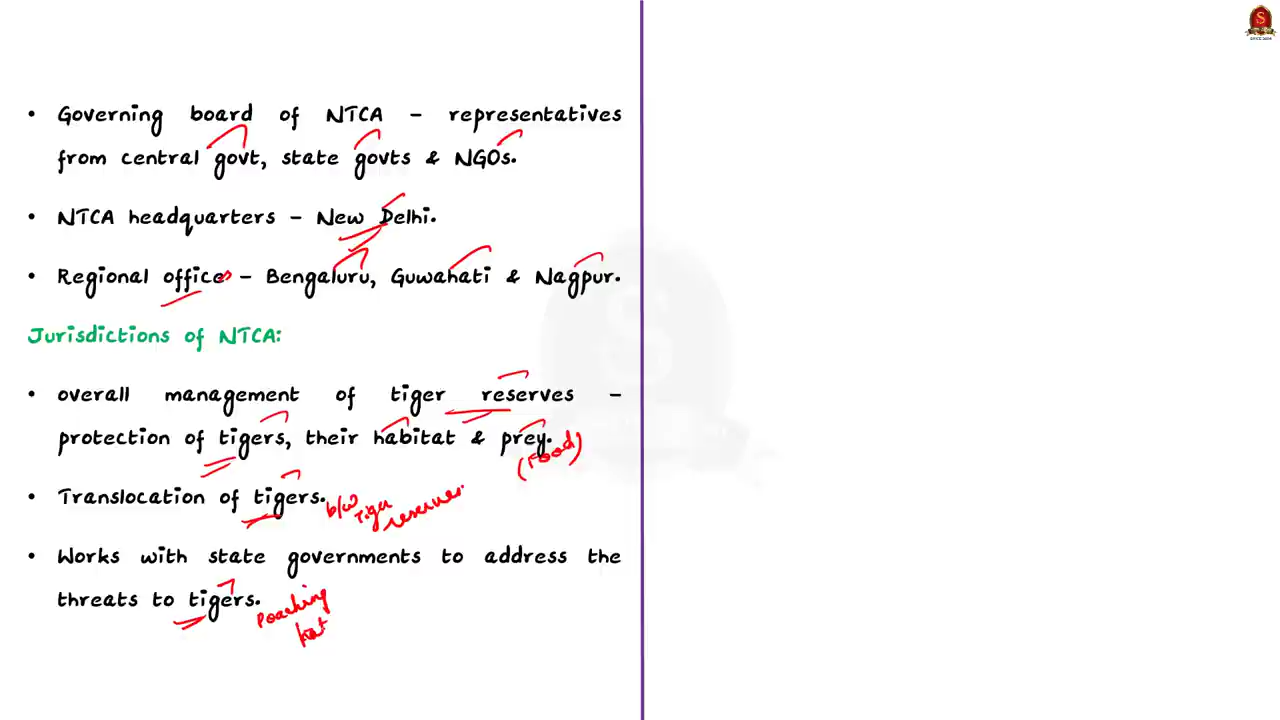 • Governing board of NTCA – representatives
from central govt, state govts & NGOs.
• NTCA headquarters – New Delhi.
• Regional offices – Bengaluru, Guwahati & Nagpur.
Jurisdictions of NTCA:
• overall management of tiger reserves –
protection of tigers, their habitat & prey.
(Food)
• Translocation of tigers.
b/w Tiger reserves.
• Works with state governments to address the
threats to tigers.
Poaching